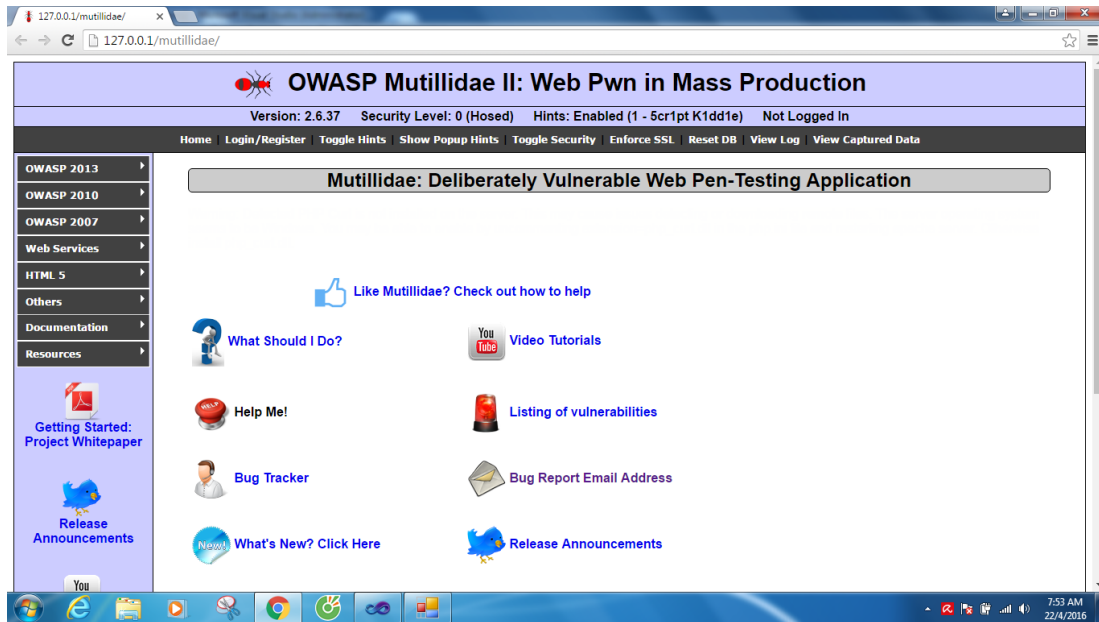 127.0.0.1/mutillidae/
127.0.0.1/mutillidae/
OWASP Mutillidae II: Web Pwn in Mass Production
Version: 2.6.37 Security Level: 0 (Hosed) Hints: Enabled (1 - 5cr1pt K1dd1e) Not Logged In
Home | Login/Register | Toggle Hints | Show Popup Hints | Toggle Security | Enforce SSL | Reset DB | View Log | View Captured Data
OWASP 2013
OWASP 2010
OWASP 2007
Web Services
HTML 5
Others
Documentation
Resources
Getting Started:
Project Whitepaper
Release
Announcements
You
Mutillidae: Deliberately Vulnerable Web Pen-Testing Application
Like Mutillidae? Check out how to help
What Should I Do?
You
Tube
Video Tutorials
HELP
Help Me!
Listing of vulnerabilities
Bug Tracker
Bug Report Email Address
New!
What's New? Click Here
Release Announcements
7:53 AM
22/4/2016